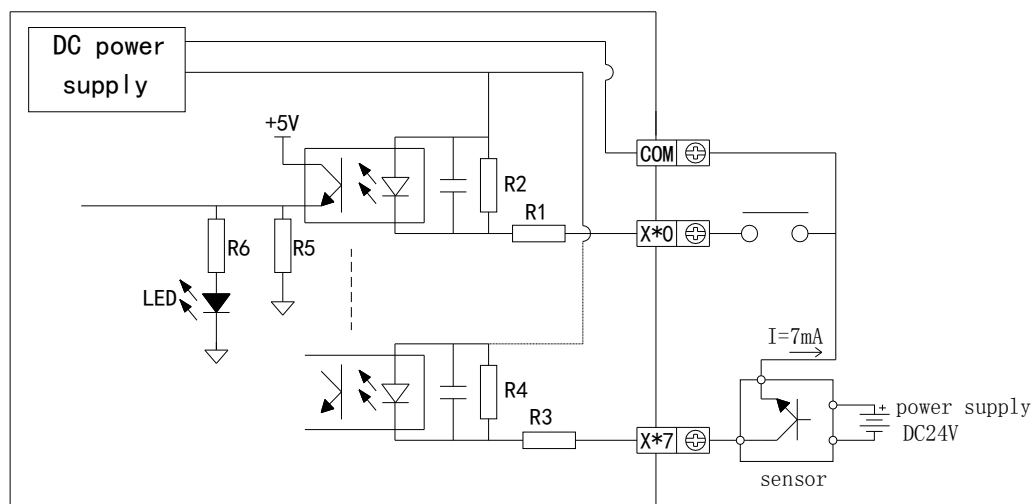 DC power
supply
+5V
COM
R2
R1
X*0
R6
R5
LED
I=7mA
R4
R3
X*7
+
power supply
DC24V
sensor